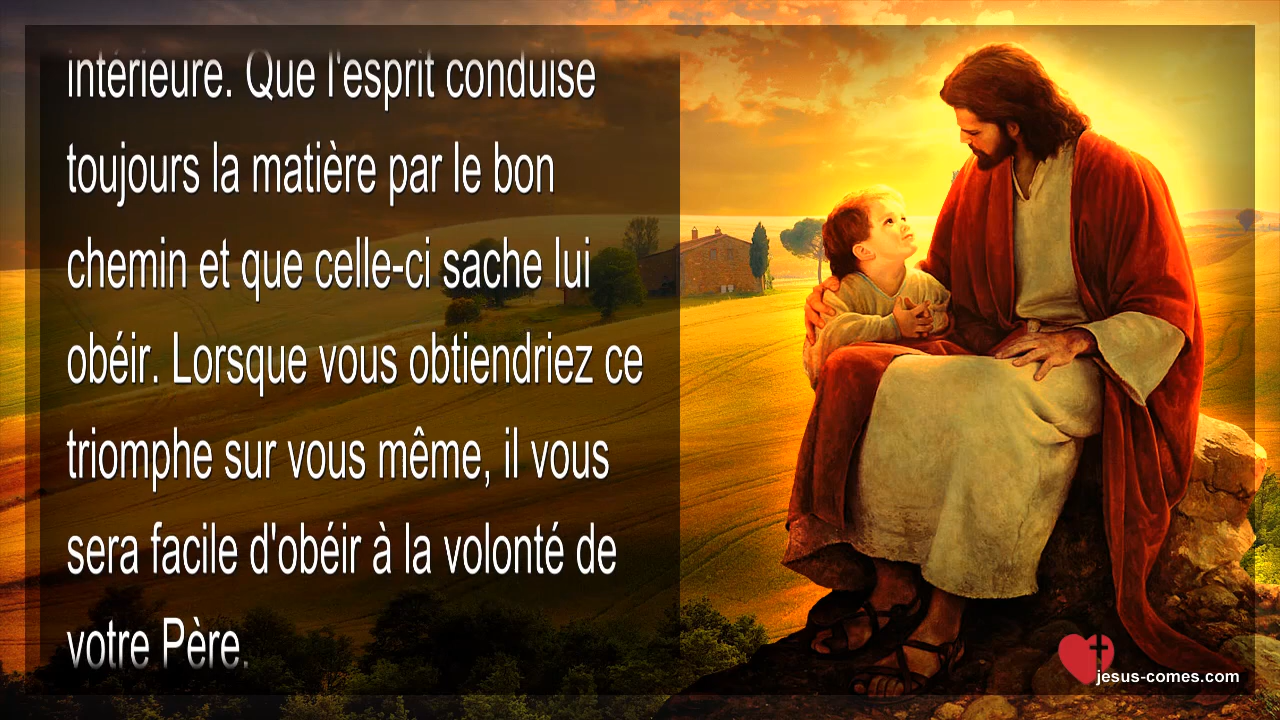 intérieure. Que l'esprit conduise
toujours la matière par le bon
chemin et que celle-ci sache lui
obéir. Lorsque vous obtiendriez ce
triomphe sur vous même, il vous
sera facile d'obéir à la volonté de
votre Père.
jesus-comes.com